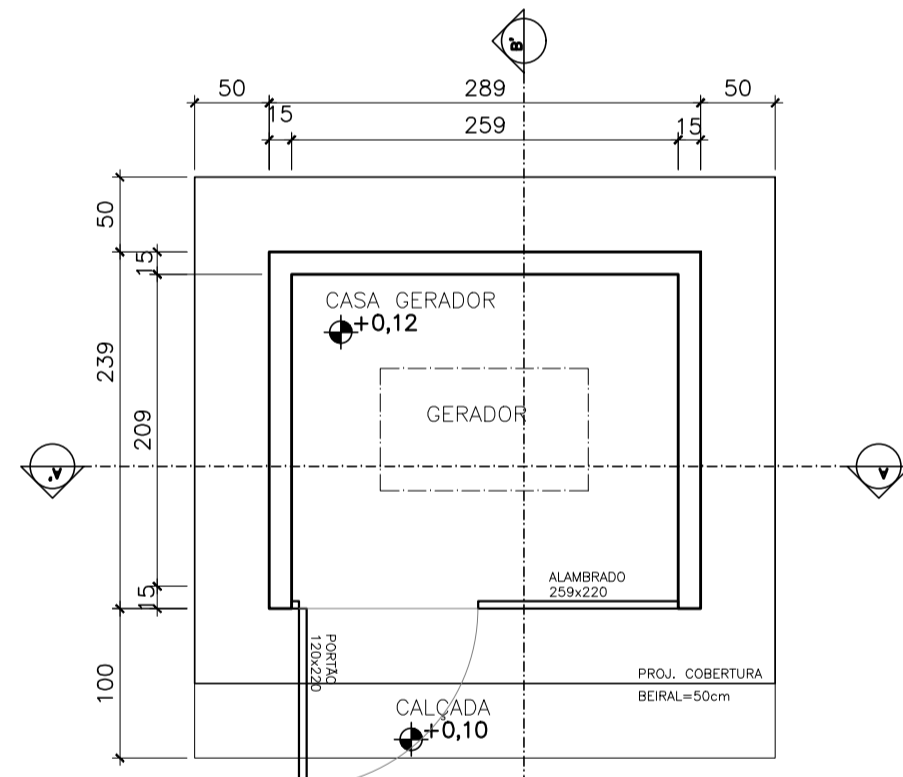 B'
50 289 50
15 259 15
50
15
239
209
15
100
CASA GERADOR
+0,12
GERADOR
A'
A
ALAMBRADO
259x220
PORTÃO
120x220
PROJ. COBERTURA
BEIRAL=50cm
CALÇADA
+0,10